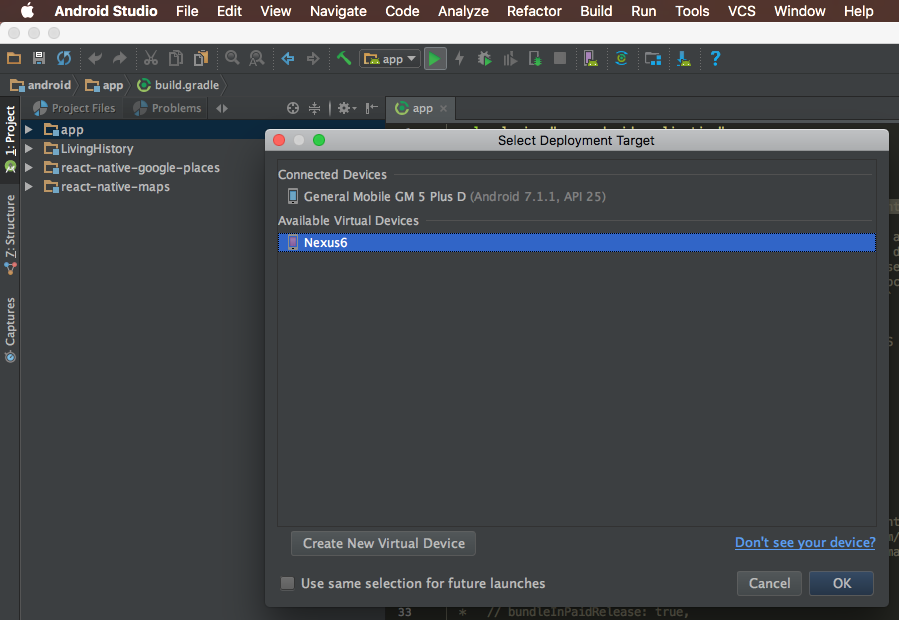 Android Studio File Edit View Navigate Code Analyze Refactor Build Run Tools VCS Window Help
app
android app build.gradle
Project Files Problems app
1: Project
Z: Structure
Captures
app
LivingHistory
react-native-google-places
react-native-maps
Select Deployment Target
Connected Devices
General Mobile GM 5 Plus D (Android 7.1.1, API 25)
Available Virtual Devices
Nexus6
Create New Virtual Device Don't see your device?
Use same selection for future launches Cancel OK
33 * // bundleInPaidRelease: true,